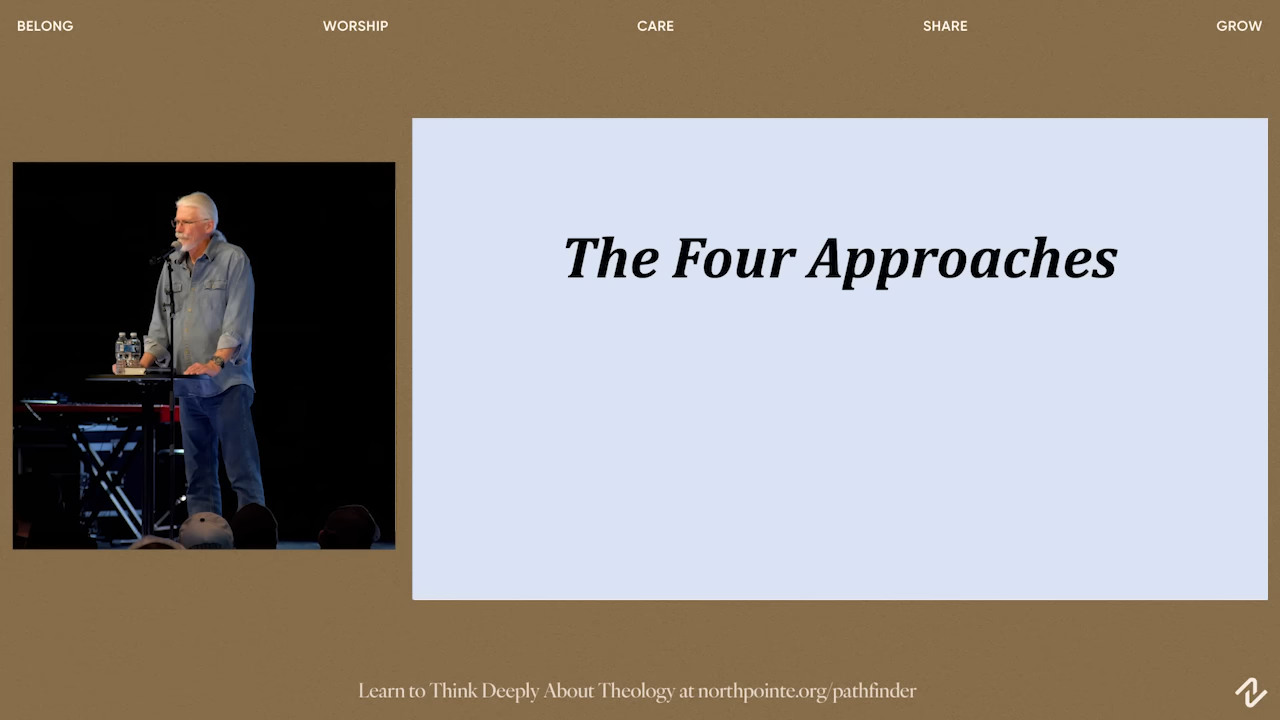 BELONG WORSHIP CARE SHARE GROW
The Four Approaches
Learn to Think Deeply About Theology at northpointe.org/pathfinder